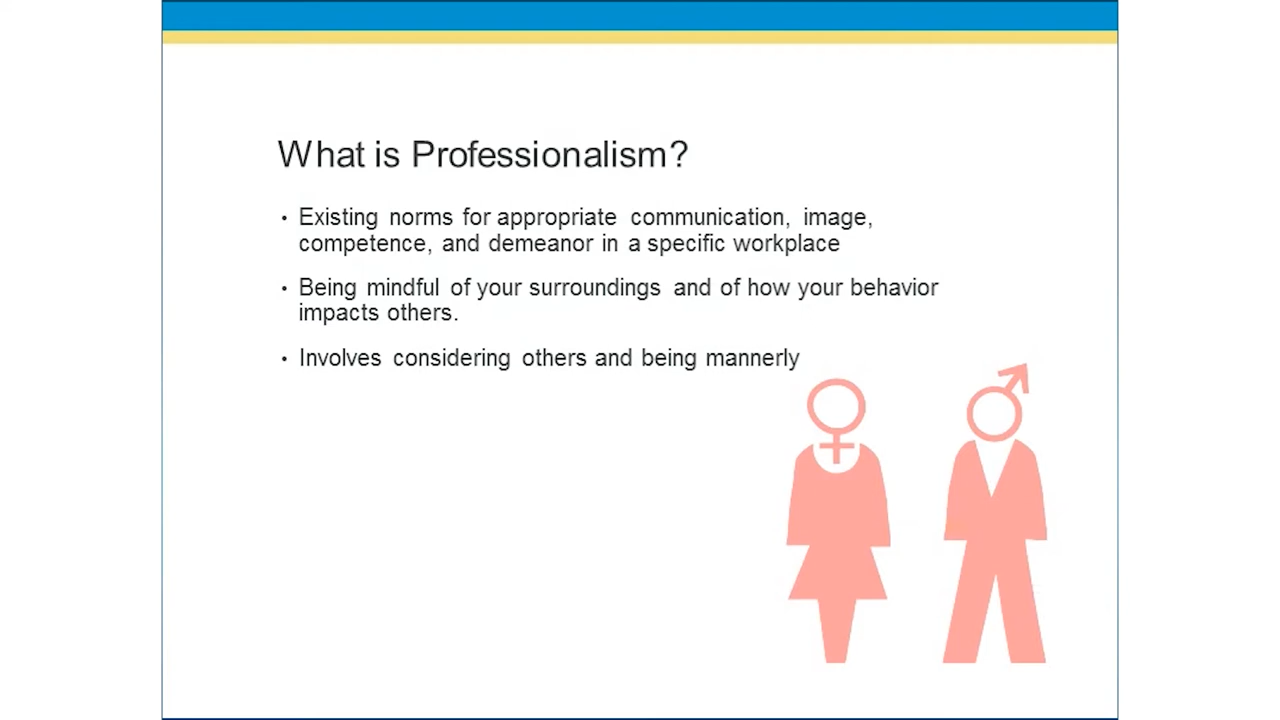 What is Professionalism?
• Existing norms for appropriate communication, image,
competence, and demeanor in a specific workplace
• Being mindful of your surroundings and of how your behavior
impacts others.
• Involves considering others and being mannerly